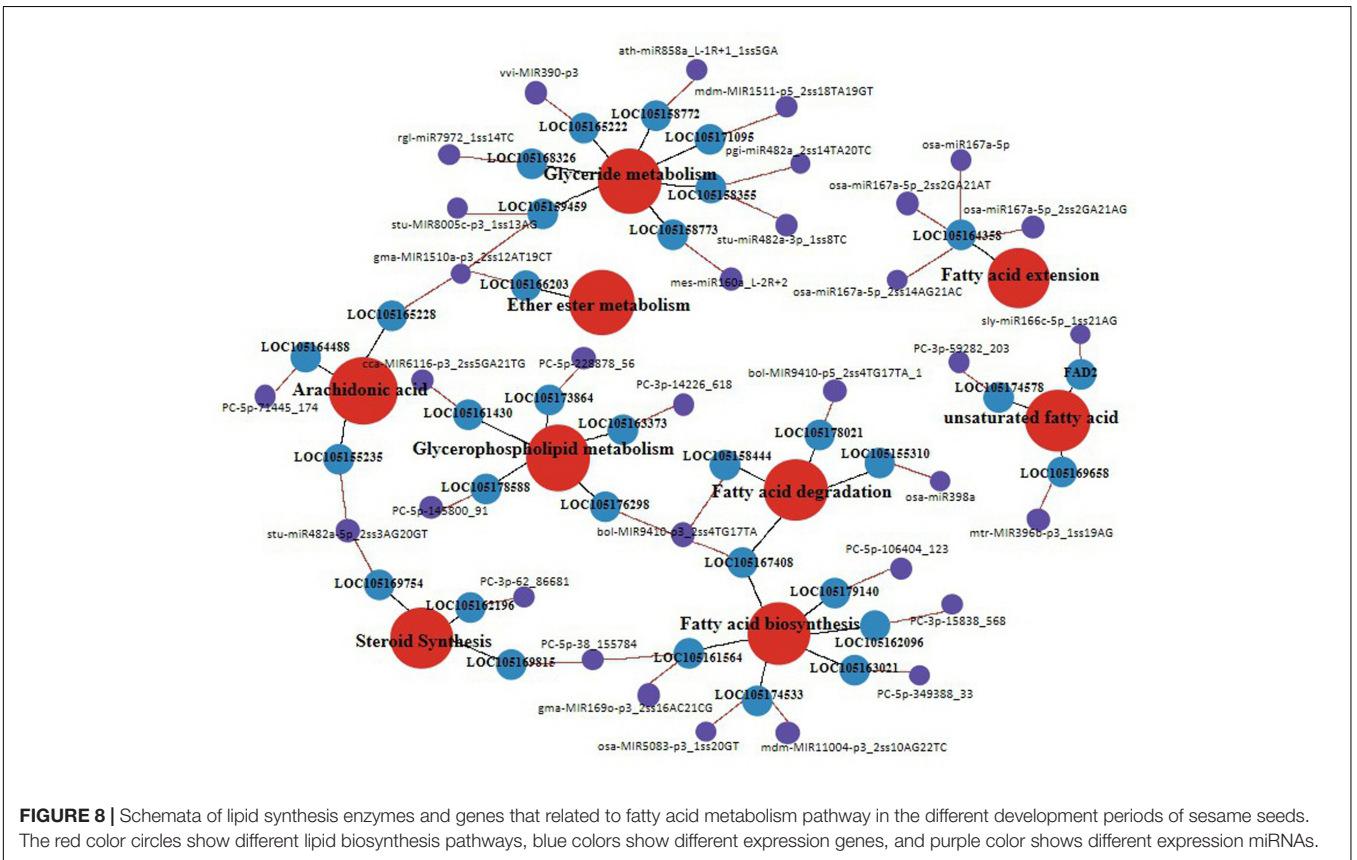 ath-miR858a_L-1R+1_1ss5GA
vvi-MIR390-p3
mdm-MIR1511-p5_2ss18TA19GT
LOC105158772
LOC105165222
LOC105171095
rgl-miR7972_1ss14TC
pgi-miR482a_2ss14TA20TC
LOC105168326
Glyceride metabolism
LOC105158355
LOC105159459
stu-MIR8005c-p3_1ss13AG
LOC105158773
stu-miR482a-3p_1ss8TC
gma-MIR1510a-p3_2ss12AT19CT
mes-miR160a_L-2R+2
LOC105166203
Ether ester metabolism
osa-miR167a-5p
osa-miR167a-5p_2ss2GA21AT
osa-miR167a-5p_2ss2GA21AG
LOC105164358
Fatty acid extension
osa-miR167a-5p_2ss14AG21AC
LOC105165228
LOC105164488
cca-MIR6116-p3_2ss5GA21TG
Arachidonic acid
PC-5p-71445_174
LOC105155235
PC-5p-228878_56
LOC105173864
PC-3p-14226_618
LOC105161430
LOC105163373
Glycerophospholipid metabolism
LOC105178588
PC-5p-145800_91
LOC105176298
sly-miR166c-5p_1ss21AG
PC-3p-59282_203
FAD2
LOC105174578
unsaturated fatty acid
LOC105169658
mtr-MIR396b-p3_1ss19AG
bol-MIR9410-p5_2ss4TG17TA_1
LOC105178021
LOC105158444
LOC105155310
Fatty acid degradation
osa-miR398a
bol-MIR9410-p3_2ss4TG17TA
LOC105167408
stu-miR482a-5p_2ss3AG20GT
LOC105169754
PC-3p-62_86681
LOC105162196
Steroid Synthesis
LOC105169815
PC-5p-38_155784
PC-5p-106404_123
LOC105179140
Fatty acid biosynthesis
PC-3p-15838_568
LOC105162096
LOC105161564
LOC105163021
PC-5p-349388_33
gma-MIR169o-p3_2ss16AC21CG
LOC105174533
osa-MIR5083-p3_1ss20GT
mdm-MIR11004-p3_2ss10AG22TC
FIGURE 8 | Schemata of lipid synthesis enzymes and genes that related to fatty acid metabolism pathway in the different development periods of sesame seeds.
The red color circles show different lipid biosynthesis pathways, blue colors show different expression genes, and purple color shows different expression miRNAs.